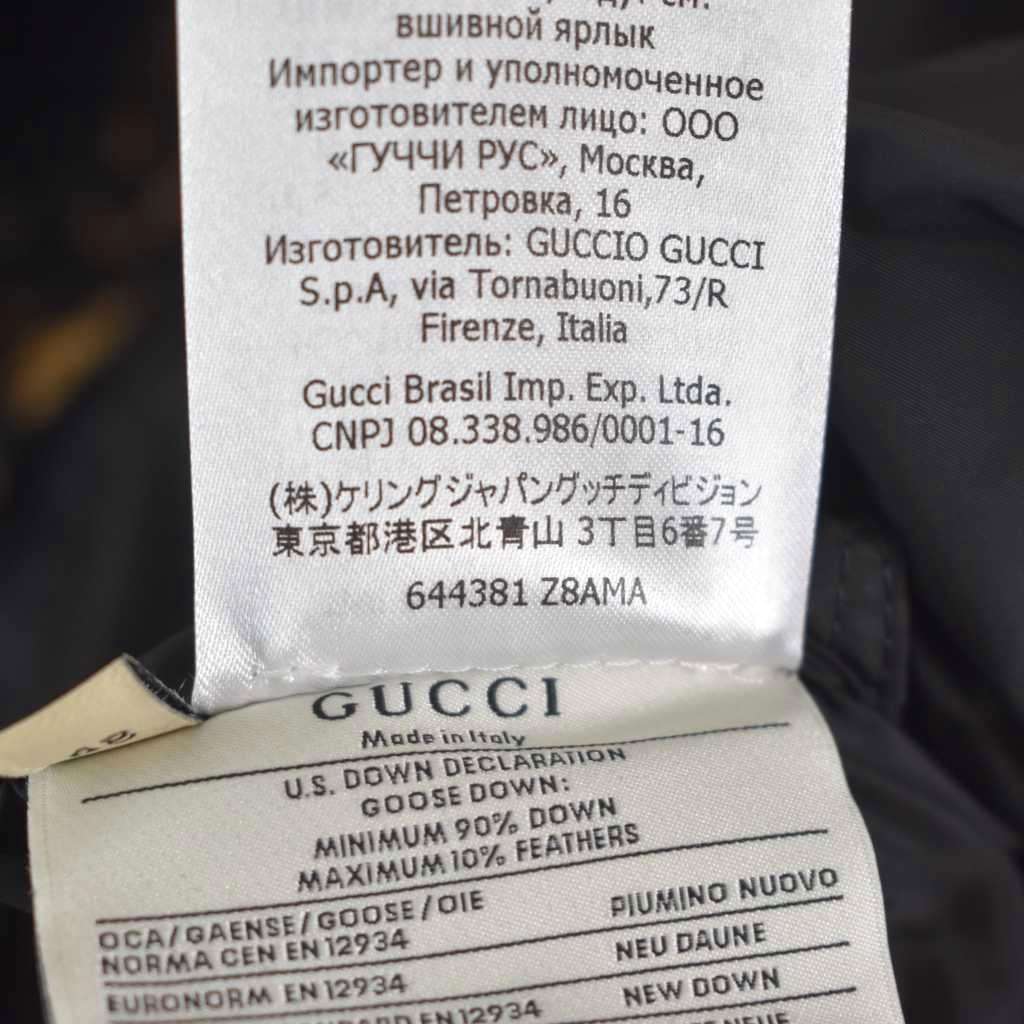 вшивной ярлык
Импортер и уполномоченное
изготовителем лицо: ООО
«ГУЧЧИ РУС», Москва,
Петровка, 16
Изготовитель: GUCCIO GUCCI
S.p.A, via Tornabuoni,73/R
Firenze, Italia
Gucci Brasil Imp. Exp. Ltda.
CNPJ 08.338.986/0001-16
(株)ケリングジャパングッチディビジョン
東京都港区北青山 3丁目6番7号
644381 Z8AMA
GUCCI
Made in Italy
U.S. DOWN DECLARATION
GOOSE DOWN:
MINIMUM 90% DOWN
MAXIMUM 10% FEATHERS
OCA/GAENSE/GOOSE/OIE
NORMA CEN EN 12934 PIUMINO NUOVO
EURONORM EN 12934 NEU DAUNE
EN 12934 NEW DOWN